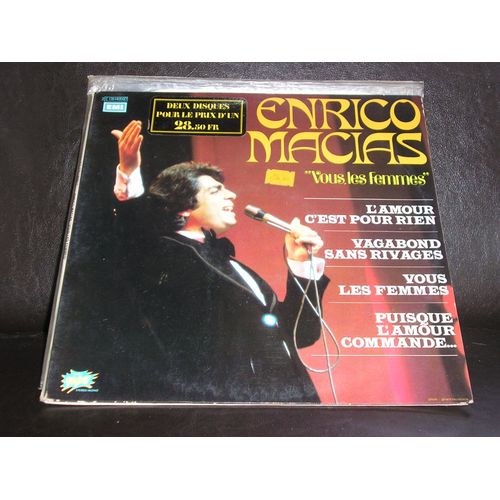 EMI
DEUX DISQUES
POUR LE PRIX D'UN
28.50 FR
ENRICO
MACIAS
"Vous, les femmes"
L'AMOUR
C'EST POUR RIEN
VAGABOND
SANS RIVAGES
VOUS
LES FEMMES
PUISQUE
L'AMOUR
COMMANDE...